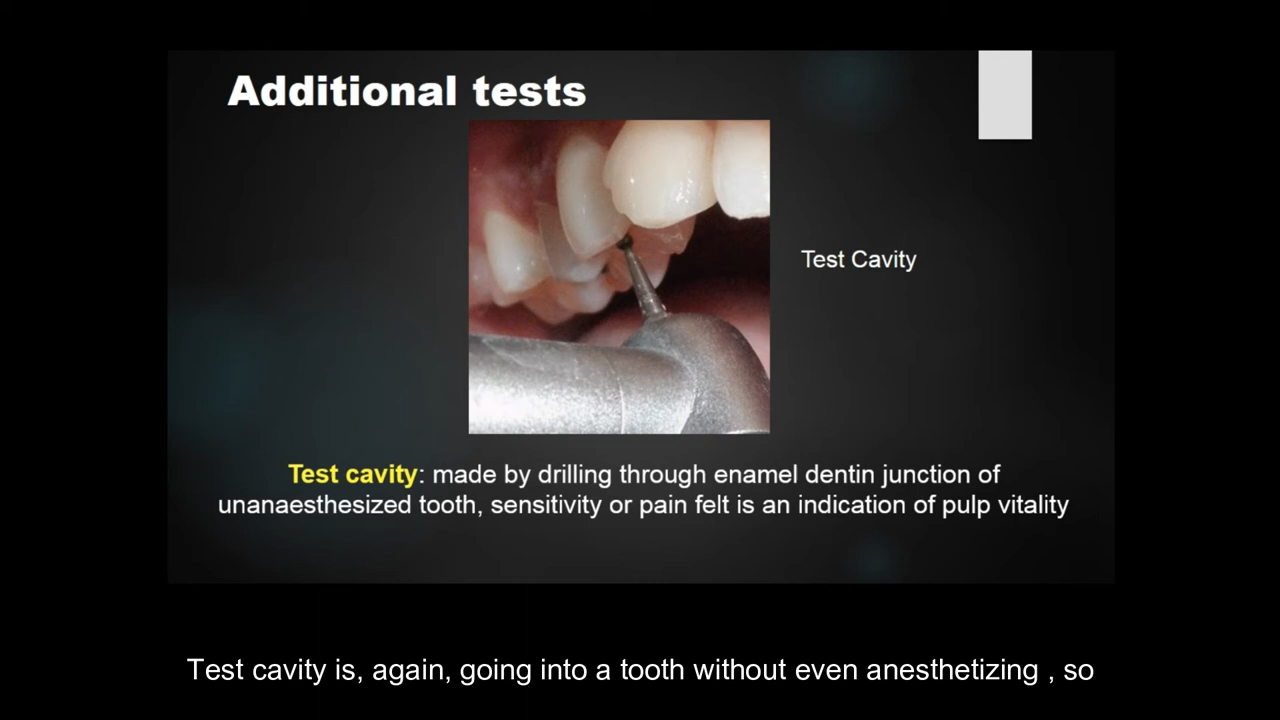 Additional tests
Test Cavity
Test cavity: made by drilling through enamel dentin junction of
unanaesthesized tooth, sensitivity or pain felt is an indication of pulp vitality
Test cavity is, again, going into a tooth without even anesthetizing , so